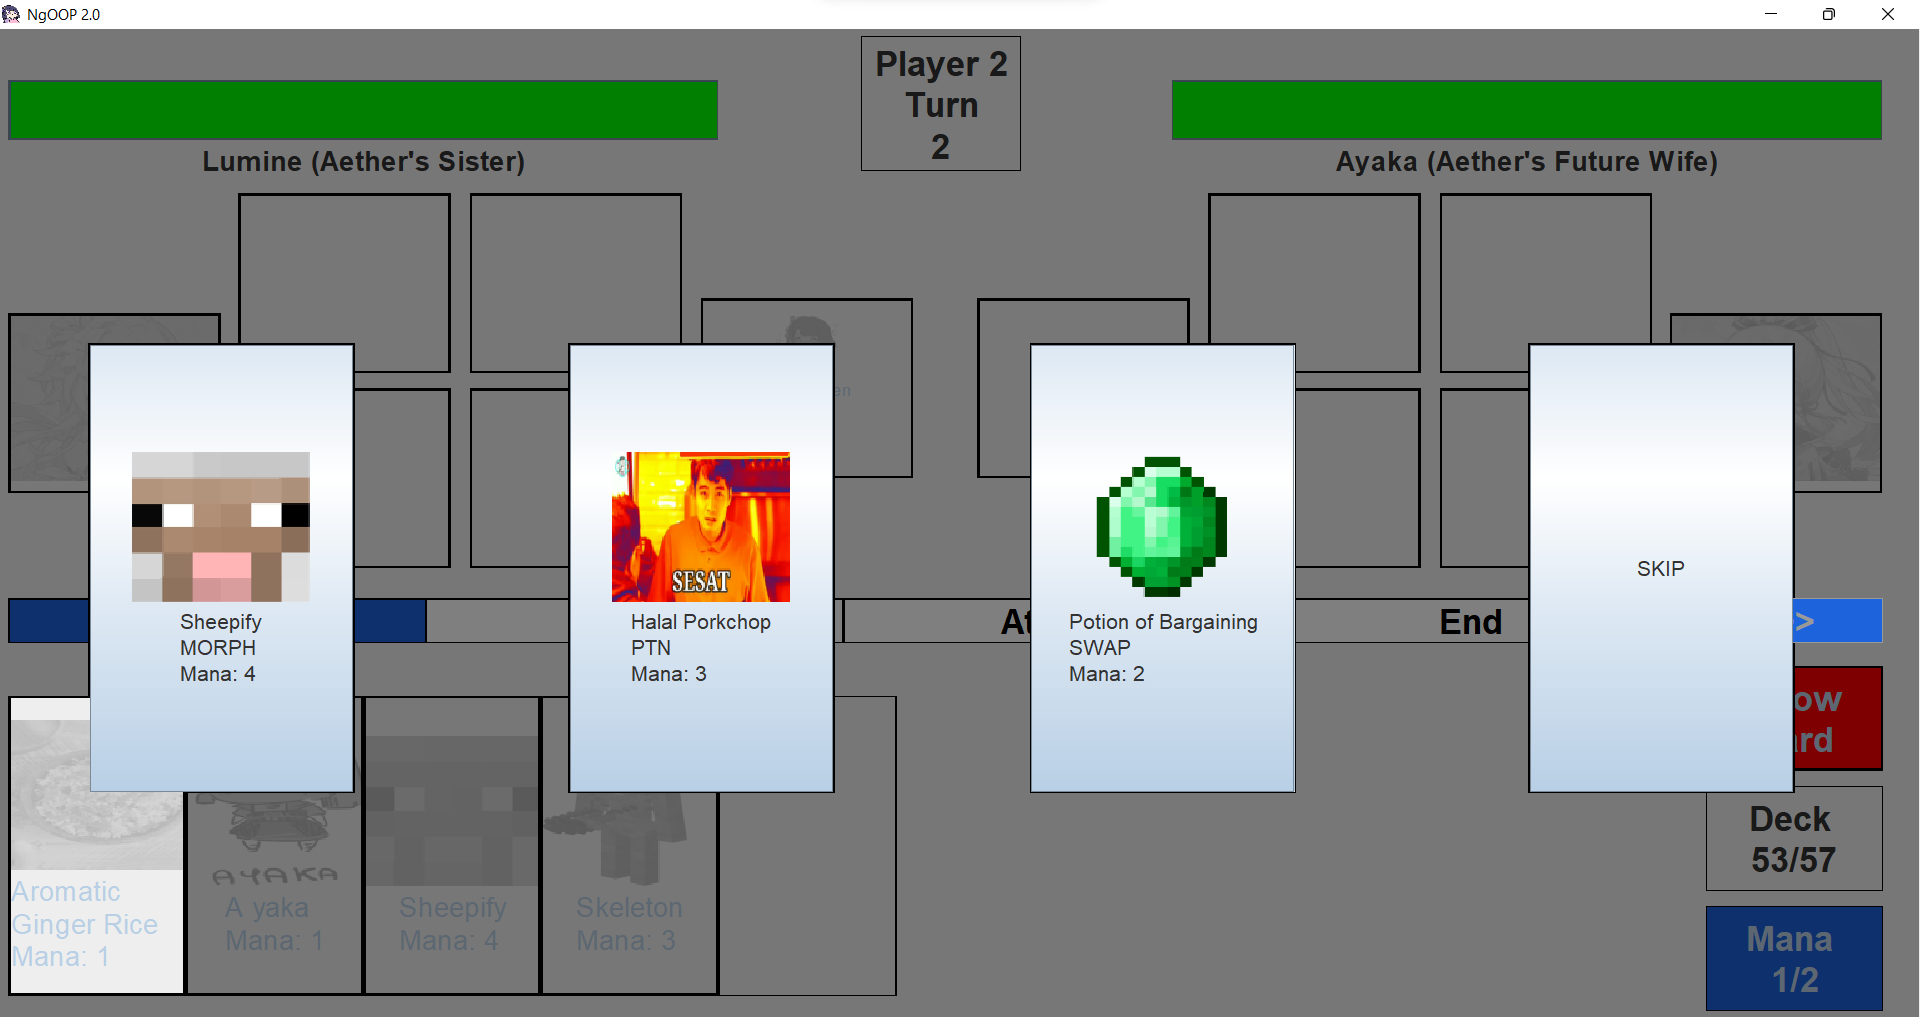 NgOOP 2.0
Player 2
Turn
2
Lumine (Aether's Sister)
Ayaka (Aether's Future Wife)
en
SESAT
Sheepify
MORPH
Mana: 4
Halal Porkchop
PTN
Mana: 3
Potion of Bargaining
SWAP
Mana: 2
SKIP
At
End
>
ow
rd
Deck
53/57
Mana
1/2
Aromatic
Ginger Rice
Mana: 1
AYAKA
A yaka
Mana: 1
Sheepify
Mana: 4
Skeleton
Mana: 3